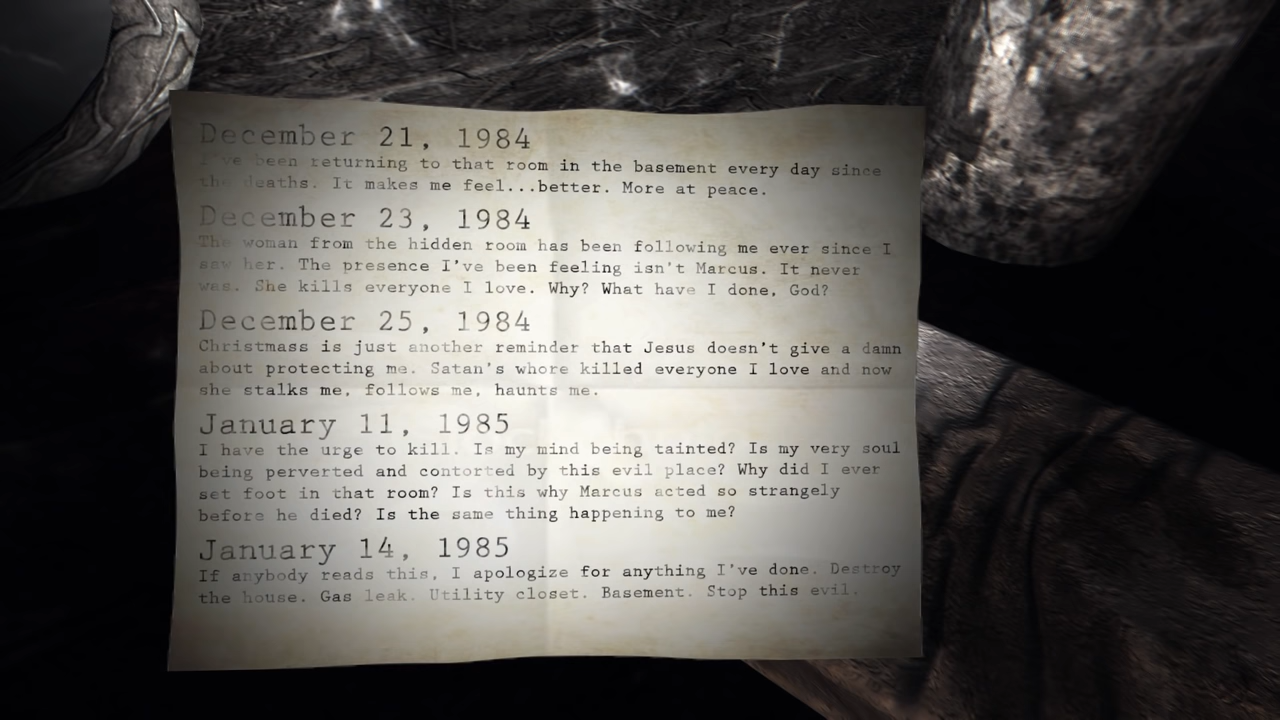 December 21, 1984
I've been returning to that room in the basement every day since
the deaths. It makes me feel...better. More at peace.
December 23, 1984
The woman from the hidden room has been following me ever since I
saw her. The presence I've been feeling isn't Marcus. It never
was. She kills everyone I love. Why? What have I done, God?
December 25, 1984
Christmass is just another reminder that Jesus doesn't give a damn
about protecting me. Satan's whore killed everyone I love and now
she stalks me, follows me, haunts me.
January 11, 1985
I have the urge to kill. Is my mind being tainted? Is my very soul
being perverted and contorted by this evil place? Why did I ever
set foot in that room? Is this why Marcus acted so strangely
before he died? Is the same thing happening to me?
January 14, 1985
If anybody reads this, I apologize for anything I've done. Destroy
the house. Gas leak. Utility closet. Basement. Stop this evil.